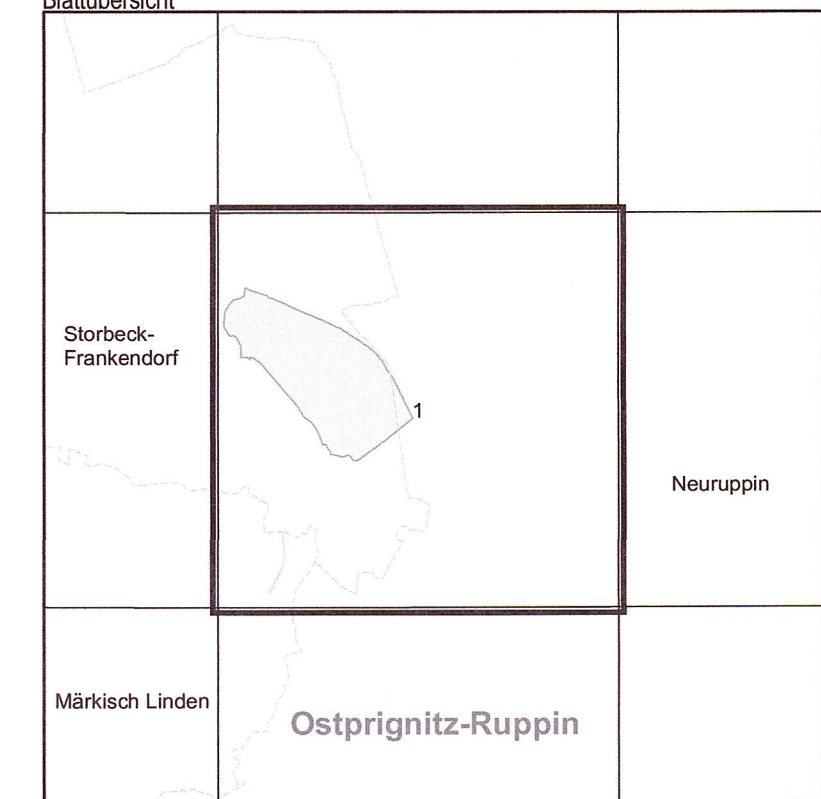 Blattübersicht
Storbeck-
Frankendorf
1
Neuruppin
Märkisch Linden
Ostprignitz-Ruppin